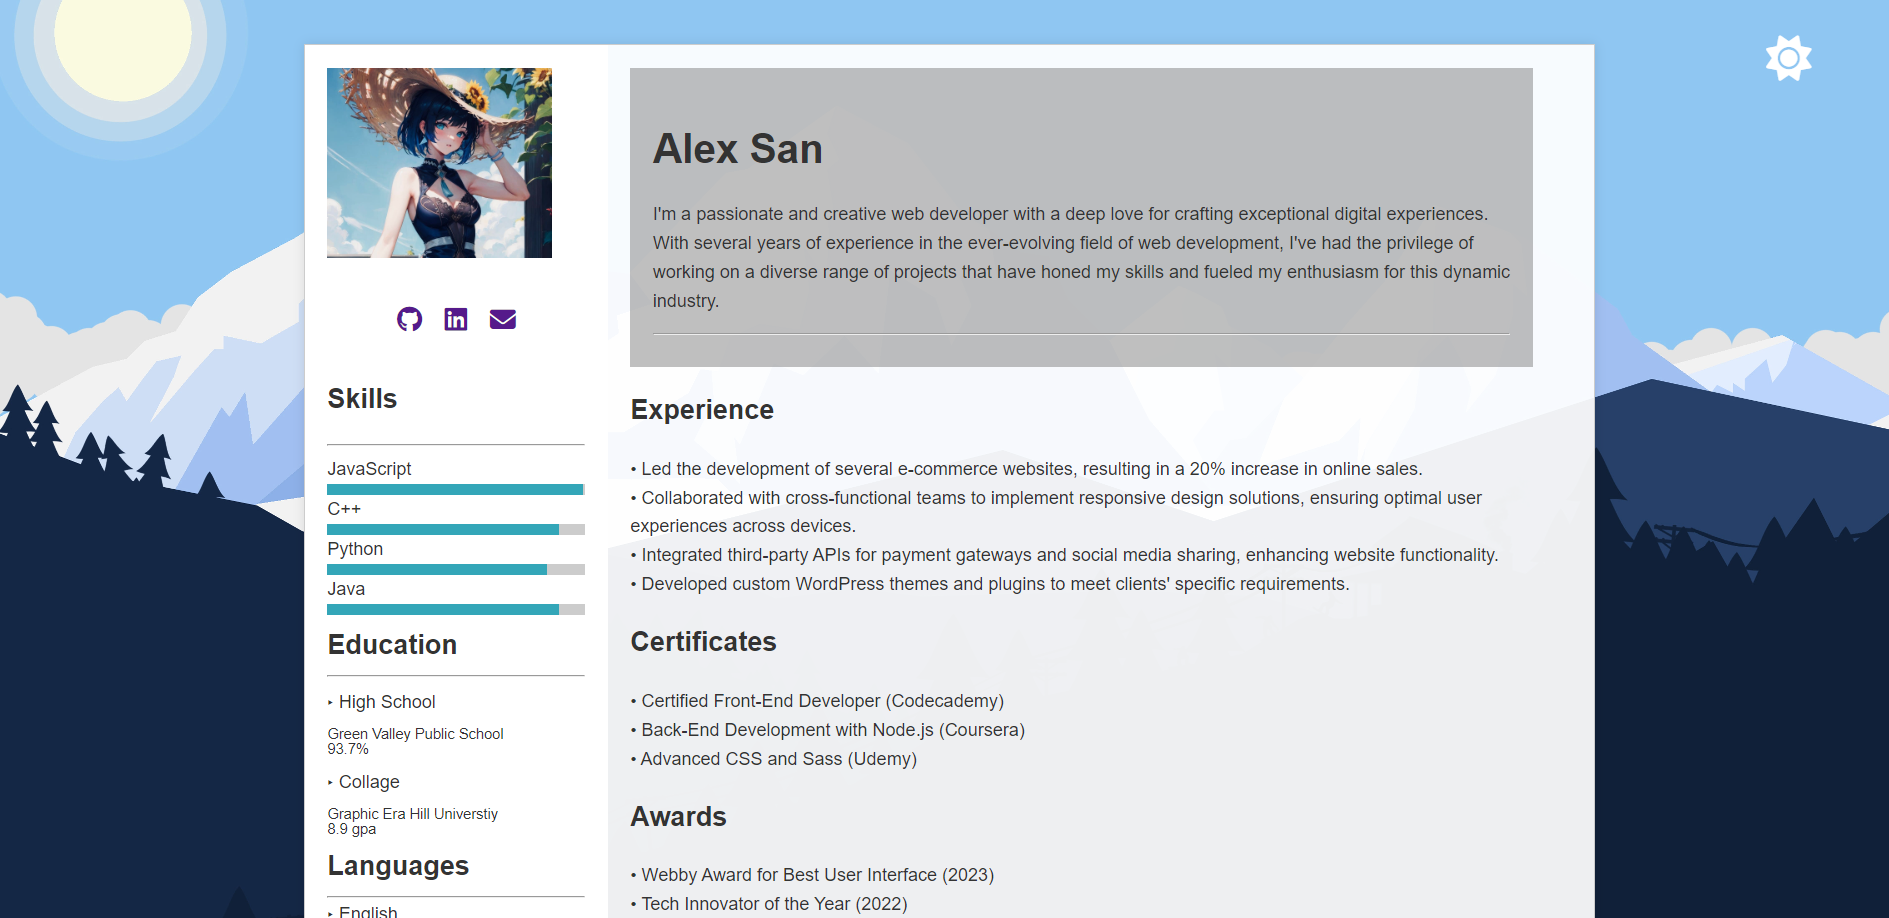 Alex San
I'm a passionate and creative web developer with a deep love for crafting exceptional digital experiences.
With several years of experience in the ever-evolving field of web development, I've had the privilege of
working on a diverse range of projects that have honed my skills and fueled my enthusiasm for this dynamic
industry.
Skills
JavaScript
C++
Python
Java
Education
‣ High School
Green Valley Public School
93.7%
‣ Collage
Graphic Era Hill Universtiy
8.9 gpa
Languages
‣ English
Experience
• Led the development of several e-commerce websites, resulting in a 20% increase in online sales.
• Collaborated with cross-functional teams to implement responsive design solutions, ensuring optimal user
experiences across devices.
• Integrated third-party APIs for payment gateways and social media sharing, enhancing website functionality.
• Developed custom WordPress themes and plugins to meet clients' specific requirements.
Certificates
• Certified Front-End Developer (Codecademy)
• Back-End Development with Node.js (Coursera)
• Advanced CSS and Sass (Udemy)
Awards
• Webby Award for Best User Interface (2023)
• Tech Innovator of the Year (2022)